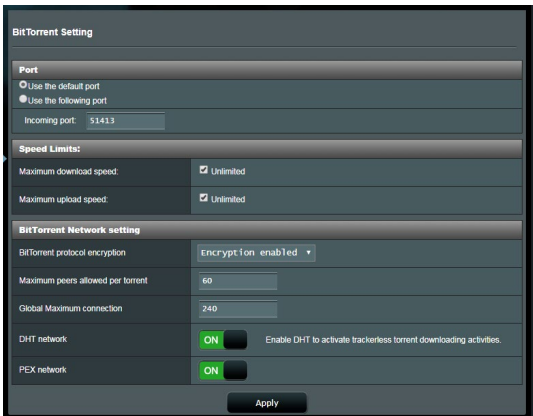 BitTorrent Setting
Port
Use the default port
Use the following port
Incoming port: 51413
Speed Limits:
Maximum download speed: Unlimited
Maximum upload speed: Unlimited
BitTorrent Network setting
BitTorrent protocol encryption Encryption enabled
Maximum peers allowed per torrent 60
Global Maximum connection 240
DHT network ON Enable DHT to activate trackerless torrent downloading activities.
PEX network ON
Apply